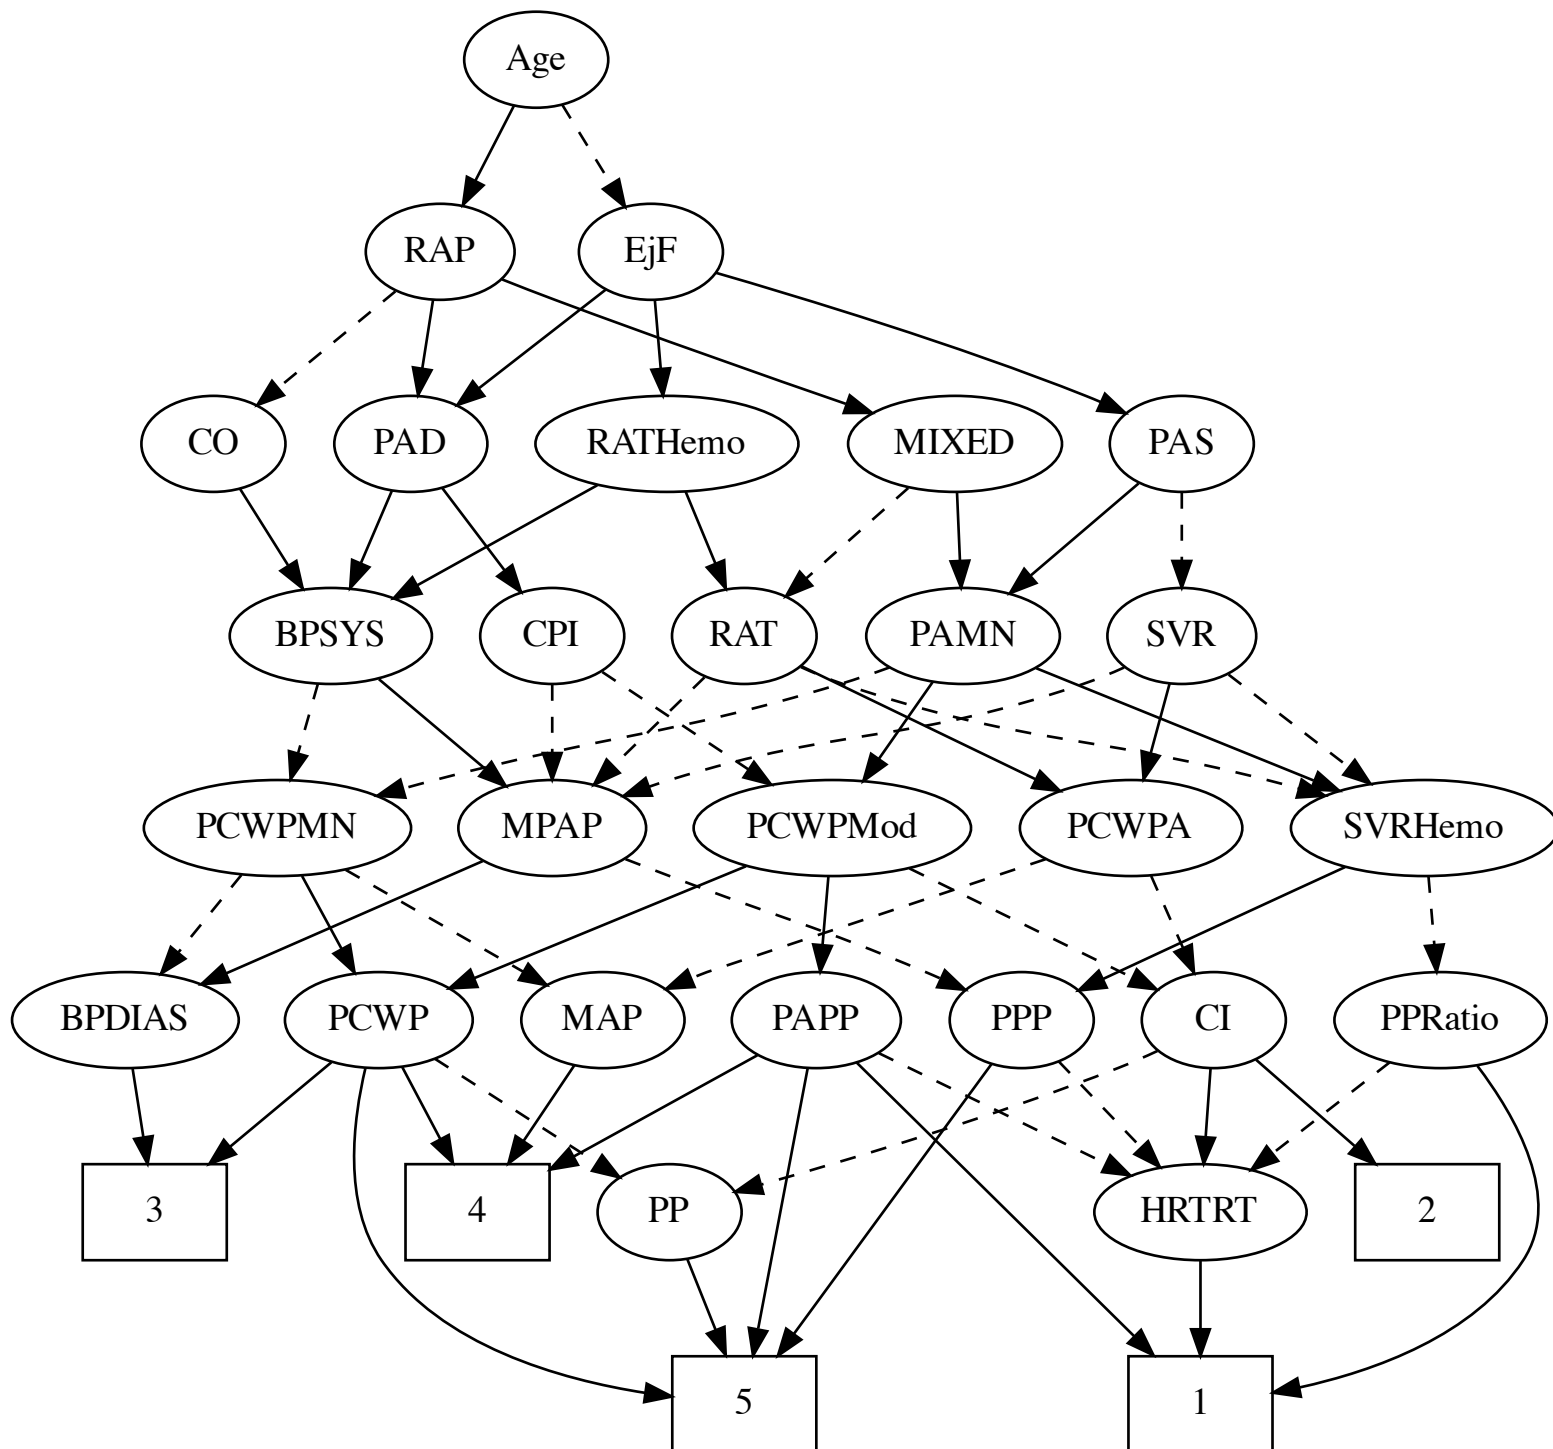 Age
RAP
EjF
CO
PAD
RATHemo
MIXED
PAS
BPSYS
CPI
RAT
PAMN
SVR
PCWPMN
MPAP
PCWPMod
PCWPA
SVRHemo
BPDIAS
PCWP
MAP
PAPP
PPP
CI
PPRatio
3
4
PP
HRTRT
2
5
1